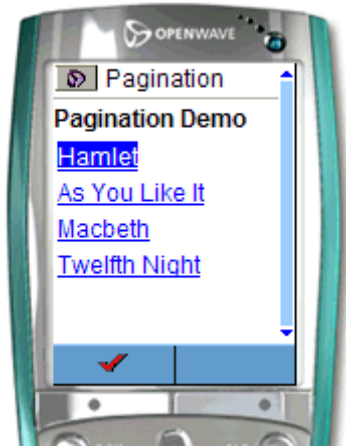 OPENWAVE
Pagination
Pagination Demo
Hamlet
As You Like It
Macbeth
Twelfth Night